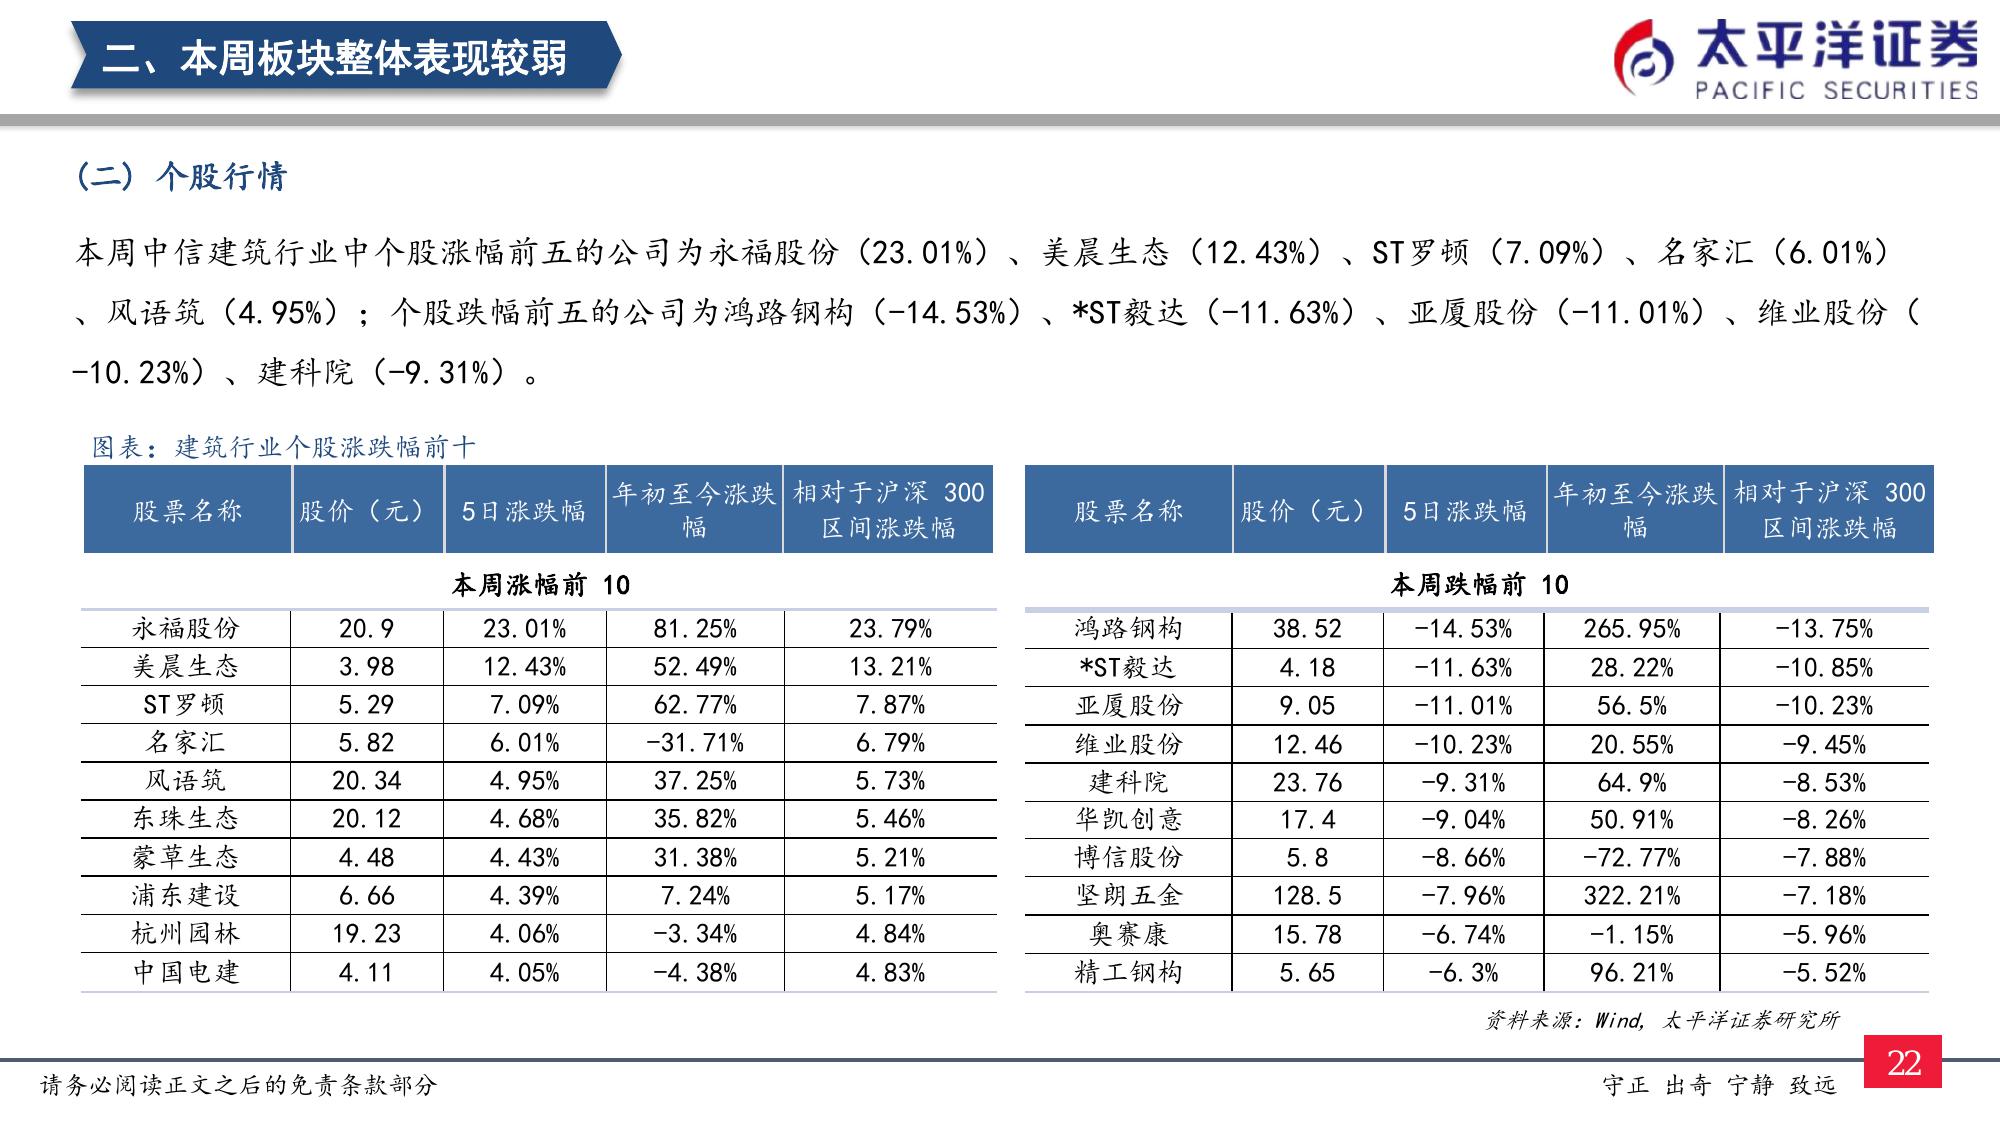 二、本周板块整体表现较弱
太平洋证券
PACIFIC SECURITIES
(二) 个股行情
本周中信建筑行业中个股涨幅前五的公司为永福股份（23.01%）、美晨生态（12.43%）、ST罗顿（7.09%）、名家汇（6.01%）
、风语筑（4.95%）；个股跌幅前五的公司为鸿路钢构（-14.53%）、*ST毅达（-11.63%）、亚厦股份（-11.01%）、维业股份（
-10.23%）、建科院（-9.31%）。
图表：建筑行业个股涨跌幅前十
股票名称 股价（元） 5日涨跌幅 年初至今涨跌幅 相对于沪深 300 区间涨跌幅
本周涨幅前 10
永福股份 20.9 23.01% 81.25% 23.79%
美晨生态 3.98 12.43% 52.49% 13.21%
ST罗顿 5.29 7.09% 62.77% 7.87%
名家汇 5.82 6.01% -31.71% 6.79%
风语筑 20.34 4.95% 37.25% 5.73%
东珠生态 20.12 4.68% 35.82% 5.46%
蒙草生态 4.48 4.43% 31.38% 5.21%
浦东建设 6.66 4.39% 7.24% 5.17%
杭州园林 19.23 4.06% -3.34% 4.84%
中国电建 4.11 4.05% -4.38% 4.83%
股票名称 股价（元） 5日涨跌幅 年初至今涨跌幅 相对于沪深 300 区间涨跌幅
本周跌幅前 10
鸿路钢构 38.52 -14.53% 265.95% -13.75%
*ST毅达 4.18 -11.63% 28.22% -10.85%
亚厦股份 9.05 -11.01% 56.5% -10.23%
维业股份 12.46 -10.23% 20.55% -9.45%
建科院 23.76 -9.31% 64.9% -8.53%
华凯创意 17.4 -9.04% 50.91% -8.26%
博信股份 5.8 -8.66% -72.77% -7.88%
坚朗五金 128.5 -7.96% 322.21% -7.18%
奥赛康 15.78 -6.74% -1.15% -5.96%
精工钢构 5.65 -6.3% 96.21% -5.52%
资料来源：Wind, 太平洋证券研究所
请务必阅读正文之后的免责条款部分
守正 出奇 宁静 致远
22